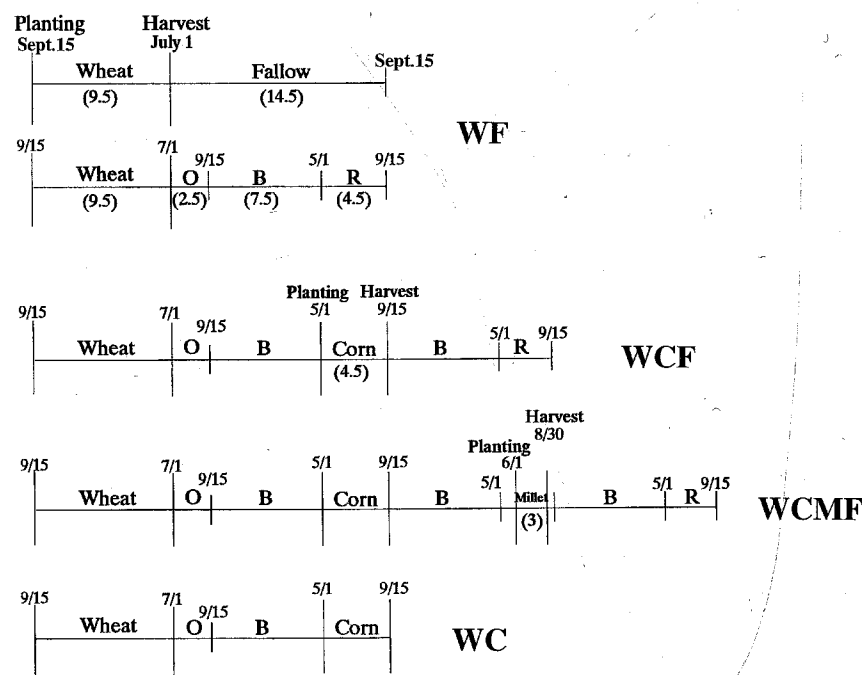 Planting Harvest
Sept.15 July 1
Sept.15
Wheat Fallow
(9.5) (14.5)
WF
9/15 7/1 9/15 5/1 9/15
Wheat O B R
(9.5) (2.5) (7.5) (4.5)
Planting Harvest
9/15 7/1 9/15 5/1 9/15 5/1 9/15
Wheat O B Corn B R
(4.5)
WCF
Harvest
8/30
Planting
6/1
9/15 7/1 9/15 5/1 9/15 5/1 5/1 9/15
Wheat O B Corn B Millet B R
(3)
WCMF
9/15 7/1 9/15 5/1 9/15
Wheat O B Corn
WC